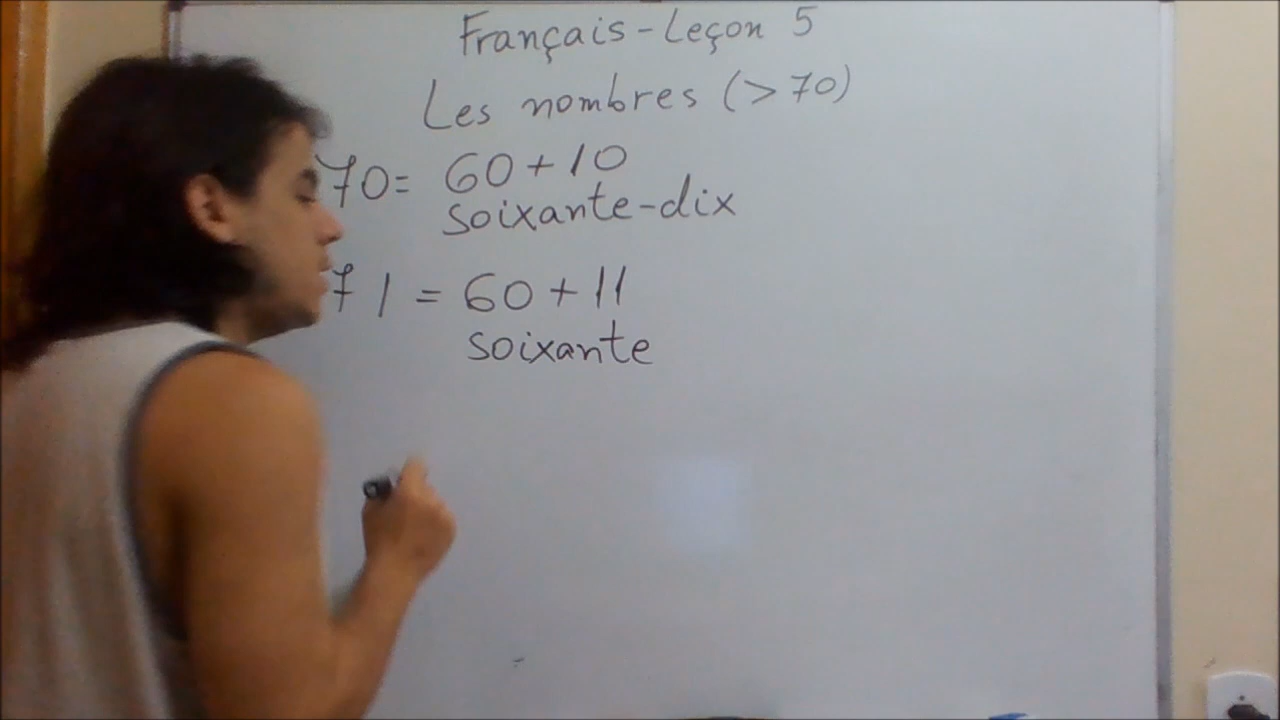 Français - Leçon 5
Les nombres (> 70)
70 = 60 + 10
soixante-dix
71 = 60 + 11
soixante